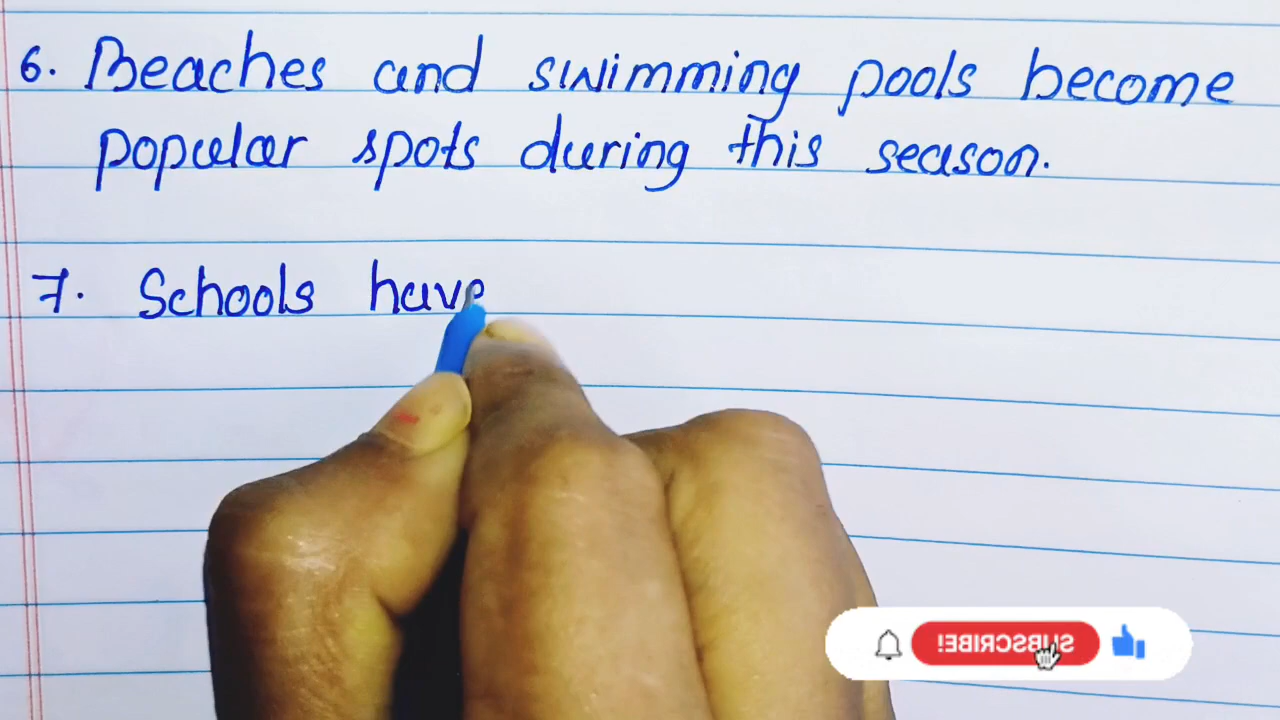 6. Beaches and swimming pools become
popular spots during this season.
7. Schools have
SUBSCRIBE!